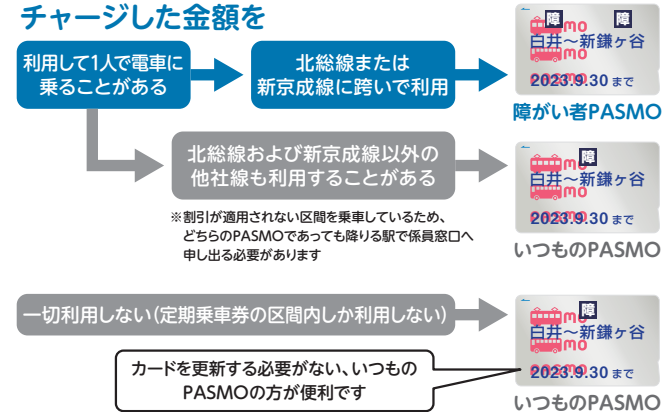 チャージした金額を
利用して1人で電車に
乗ることがある
北総線または
新京成線に跨いで利用
障 障
mo
白井～新鎌ヶ谷
mo
2023.9.30 まで
障がい者PASMO
北総線および新京成線以外の
他社線も利用することがある
※割引が適用されない区間を乗車しているため、
どちらのPASMOであっても降りる駅で係員窓口へ
申し出る必要があります
障
mo
白井～新鎌ヶ谷
mo
2023.9.30 まで
いつものPASMO
一切利用しない（定期乗車券の区間内しか利用しない）
障
mo
白井～新鎌ヶ谷
mo
2023.9.30 まで
いつものPASMO
カードを更新する必要がない、いつもの
PASMOの方が便利です